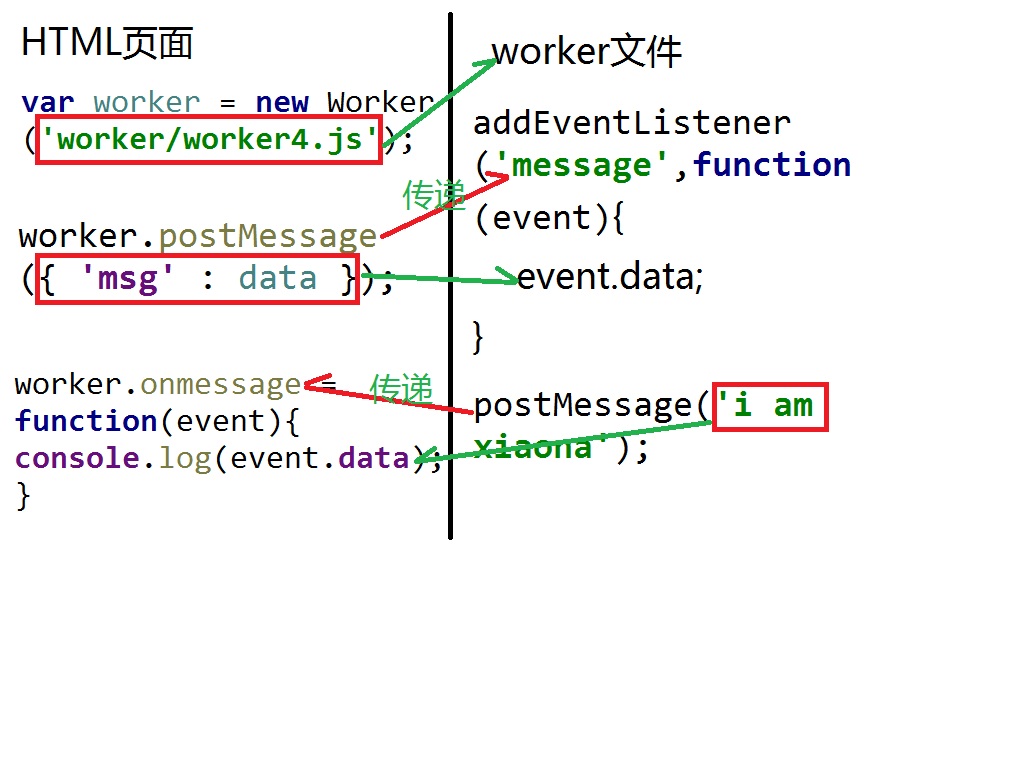 HTML页面
var worker = new Worker
('worker/worker4.js');
worker.postMessage
({ 'msg' : data });
worker.onmessage =
function(event){
console.log(event.data);
}
传递
传递
worker文件
addEventListener
('message',function
(event){
event.data;
}
postMessage('i am
xiaona');